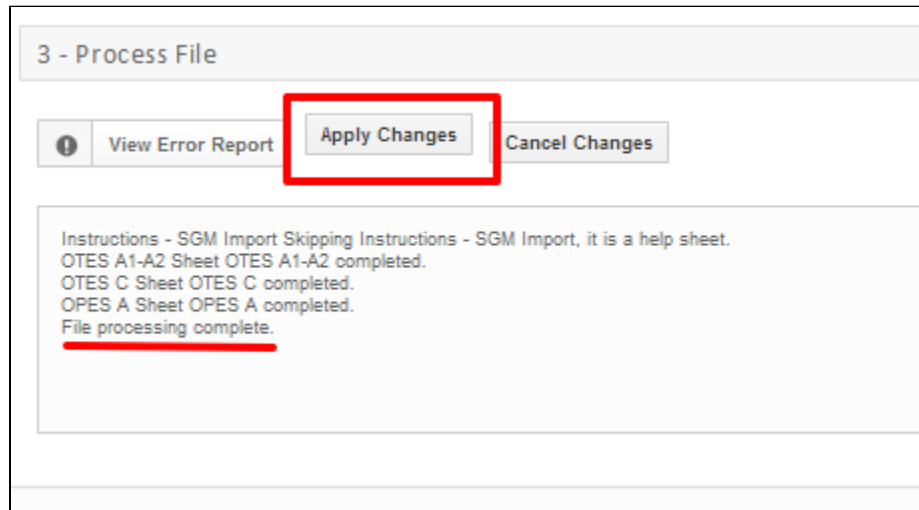 3 - Process File
View Error Report
Apply Changes
Cancel Changes
Instructions - SGM Import Skipping Instructions - SGM Import, it is a help sheet.
OTES A1-A2 Sheet OTES A1-A2 completed.
OTES C Sheet OTES C completed.
OPES A Sheet OPES A completed.
File processing complete.